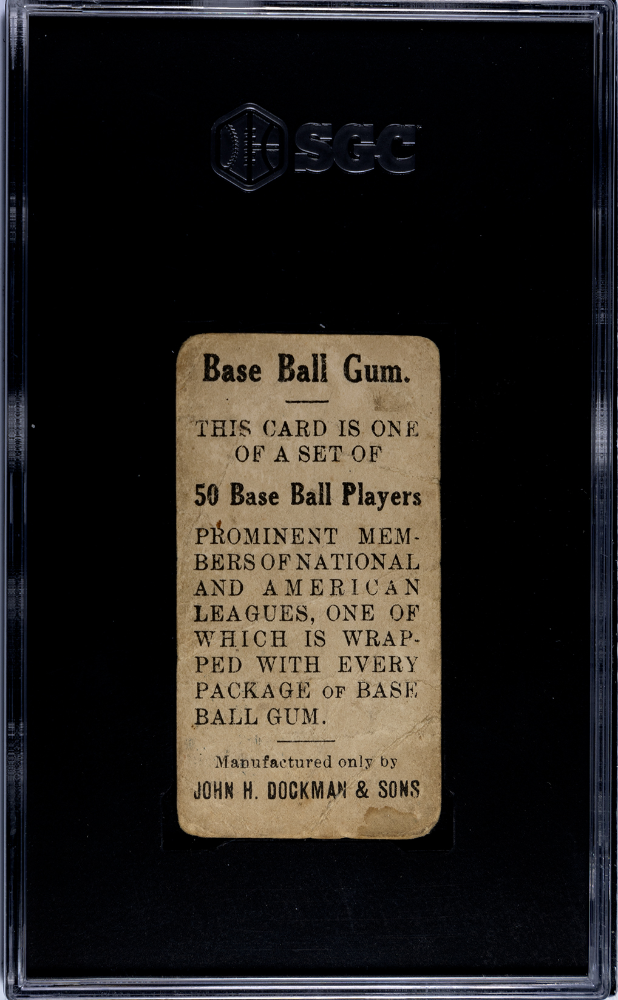 SGC
Base Ball Gum.
THIS CARD IS ONE
OF A SET OF
50 Base Ball Players
PROMINENT MEM-
BERS OF NATIONAL
AND AMERICAN
LEAGUES, ONE OF
WHICH IS WRAP-
PED WITH EVERY
PACKAGE OF BASE
BALL GUM.
Manufactured only by
JOHN H. DOCKMAN & SONS